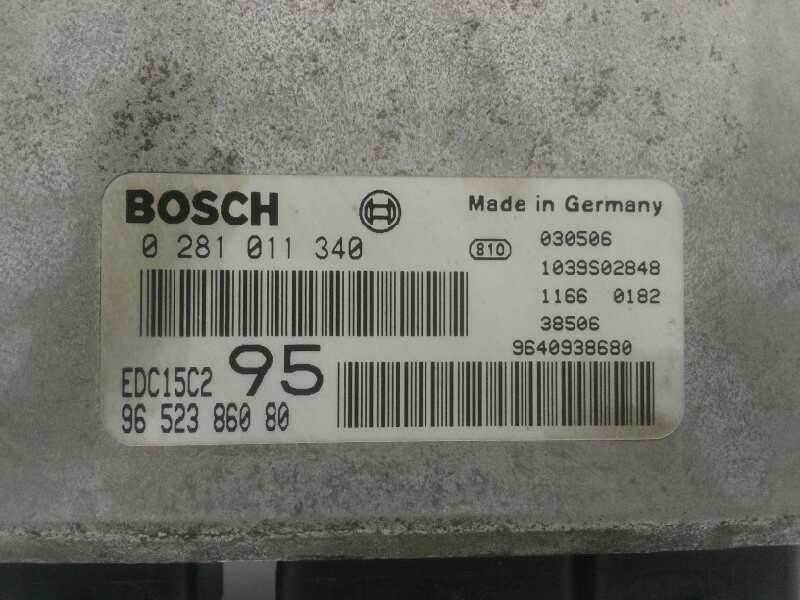 BOSCH
Made in Germany
0 281 011 340
810
030506
1039S02848
1166 0182
38506
9640938680
EDC15C2 95
96 523 860 80